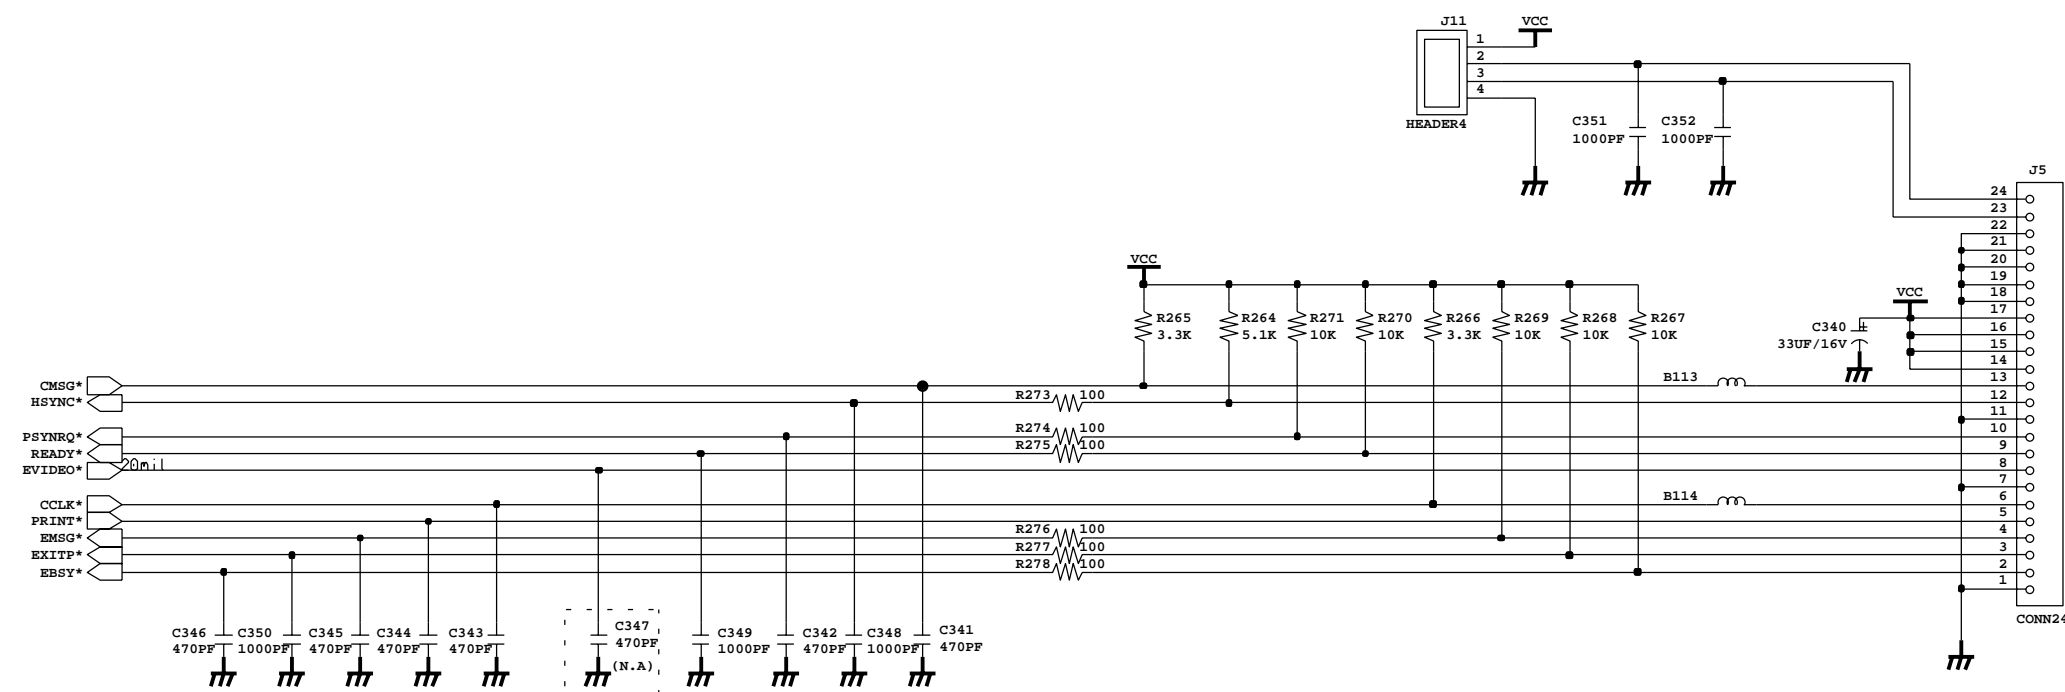 J11 VCC
1
2
3
4
HEADER4
C351 C352
1000PF 1000PF
J5
24
23
22
21
20
19
18
17
16
15
14
13
12
11
10
9
8
7
6
5
4
3
2
1
CONN24
VCC
VCC
C340 +
33UF/16V
R265 R264 R271 R270 R266 R269 R268 R267
3.3K 5.1K 10K 10K 3.3K 10K 10K 10K
CMSG* B113
HSYNC* R273 100
PSYNRQ* R274 100
READY* R275 100
EVIDEO* 20mil
CCLK* B114
PRINT*
EMSG* R276 100
EXITP* R277 100
EBSY* R278 100
C346 C350 C345 C344 C343 C347 C349 C342 C348 C341
470PF 1000PF 470PF 470PF 470PF 470PF 1000PF 470PF 1000PF 470PF
(N.A)